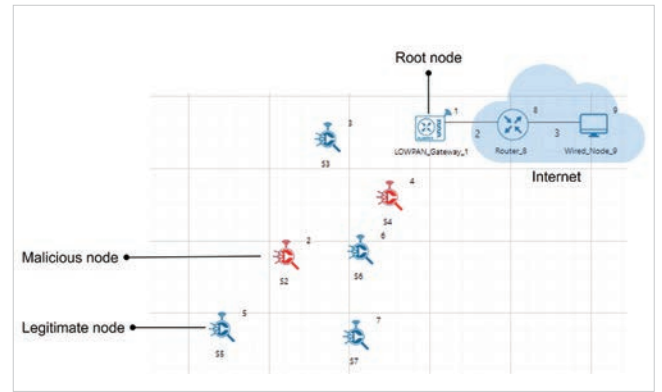 Root node
3
1
8
9
2
3
S3
LOWPAN_Gateway_1
Router_8
Wired_Node_9
Internet
4
S4
2
6
Malicious node
S2
S6
5
7
Legitimate node
S5
S7